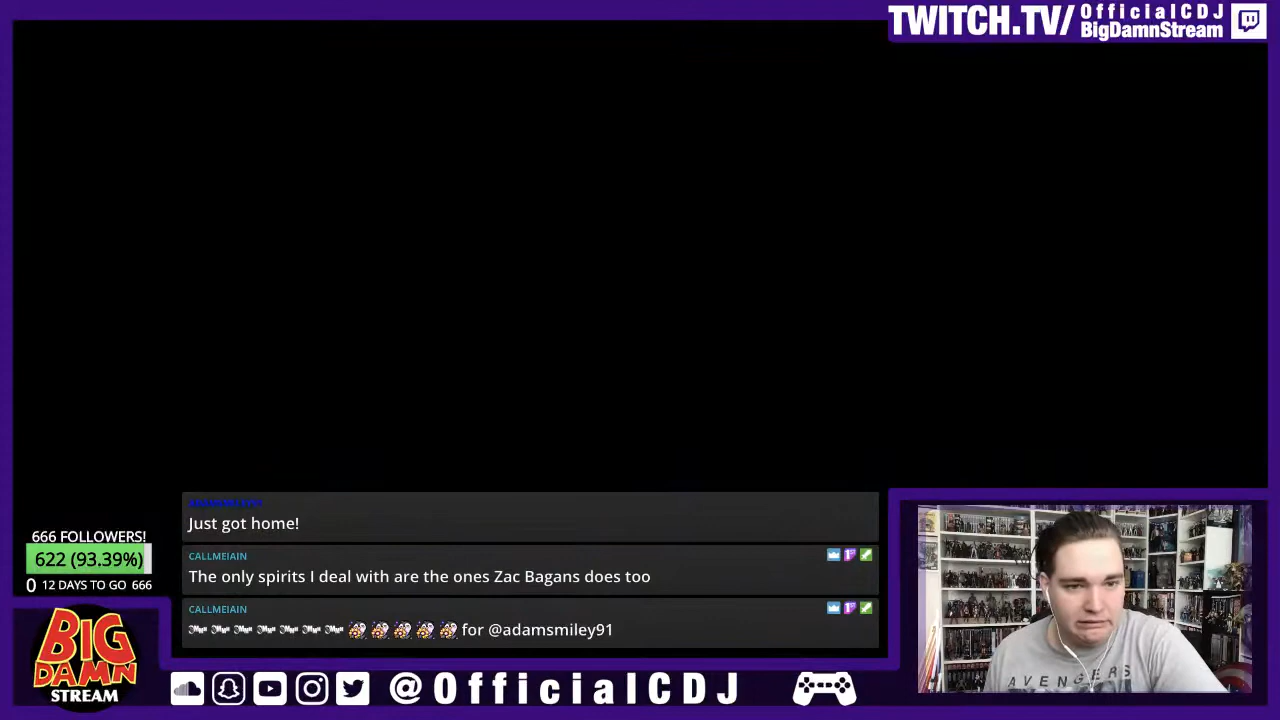 TWITCH.TV/ OfficialCDJ
BigDamnStream
Just got home!
CALLMEIAIN
The only spirits I deal with are the ones Zac Bagans does too
CALLMEIAIN
for @adamsmiley91
666 FOLLOWERS!
622 (93.39%)
0 12 DAYS TO GO 666
BIG
DAMN
STREAM
@OfficialCDJ
AVENGERS